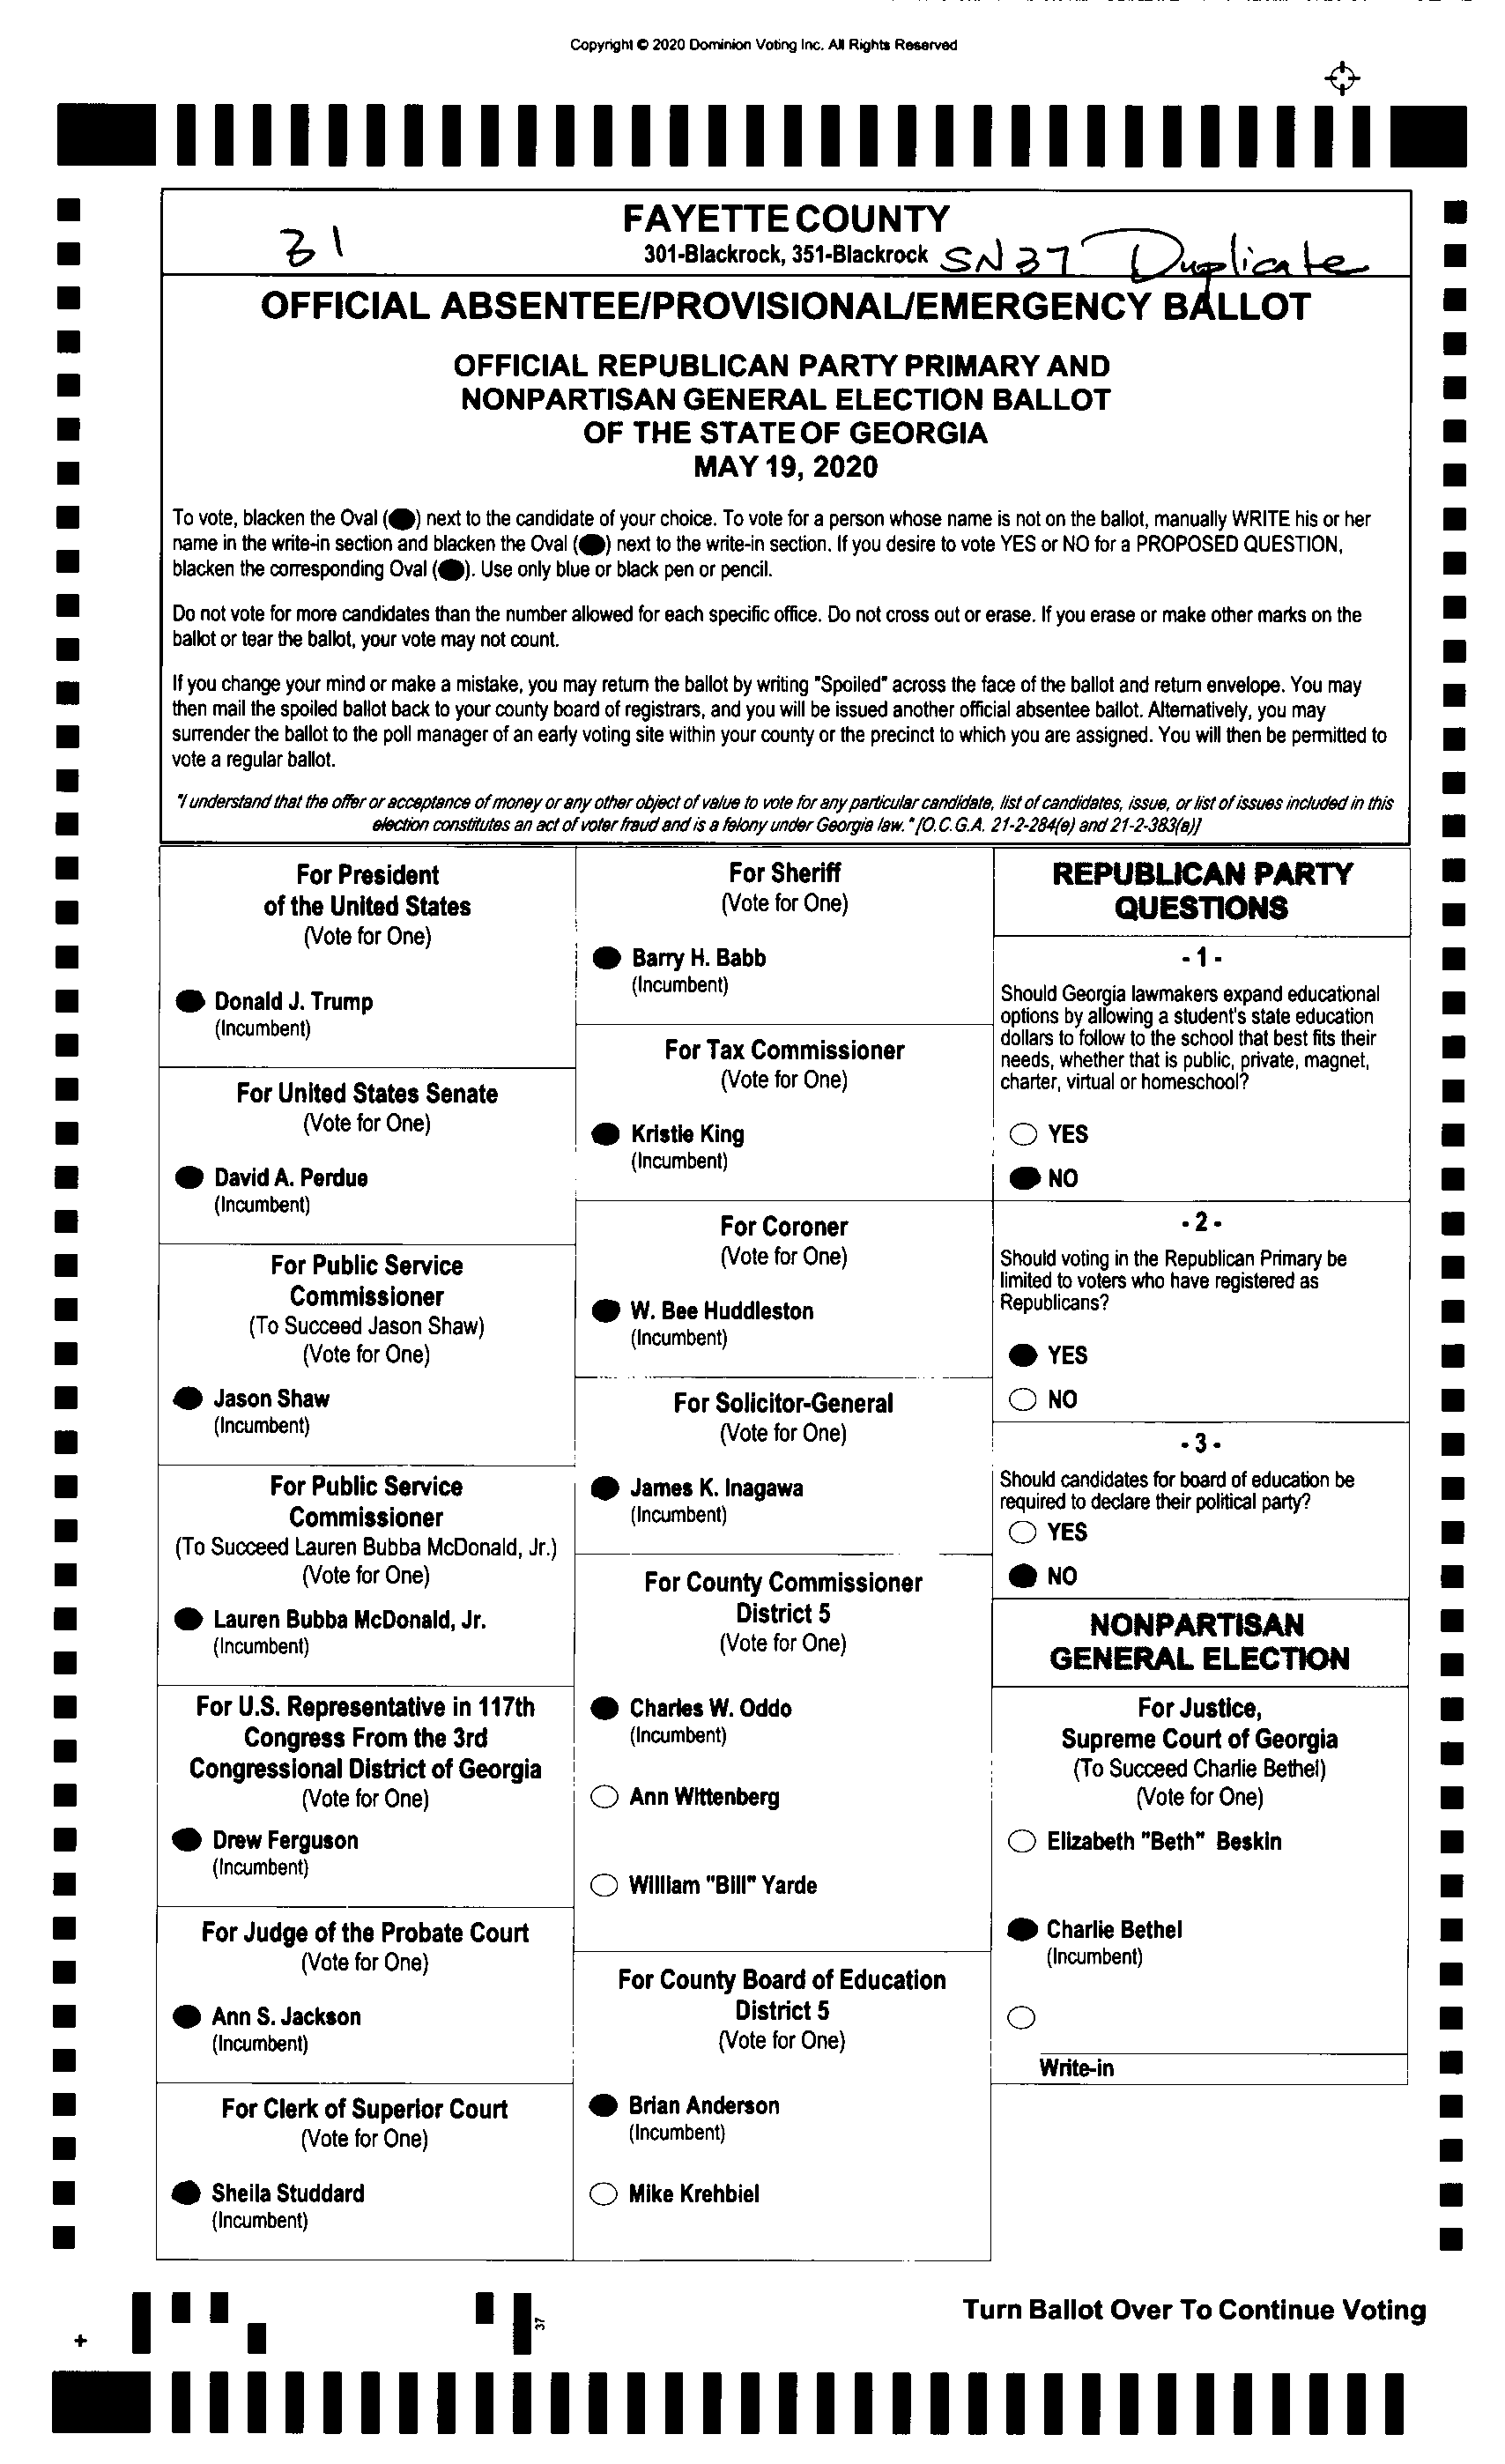 Copyright © 2020 Dominion Voting Inc. All Rights Reserved
FAYETTE COUNTY
31
301-Blackrock, 351-Blackrock SN37 Duplicate
OFFICIAL ABSENTEE/PROVISIONAL/EMERGENCY BALLOT
OFFICIAL REPUBLICAN PARTY PRIMARY AND
NONPARTISAN GENERAL ELECTION BALLOT
OF THE STATE OF GEORGIA
MAY 19, 2020
To vote, blacken the Oval (●) next to the candidate of your choice. To vote for a person whose name is not on the ballot, manually WRITE his or her
name in the write-in section and blacken the Oval (●) next to the write-in section. If you desire to vote YES or NO for a PROPOSED QUESTION,
blacken the corresponding Oval (●). Use only blue or black pen or pencil.
Do not vote for more candidates than the number allowed for each specific office. Do not cross out or erase. If you erase or make other marks on the
ballot or tear the ballot, your vote may not count.
If you change your mind or make a mistake, you may return the ballot by writing "Spoiled" across the face of the ballot and return envelope. You may
then mail the spoiled ballot back to your county board of registrars, and you will be issued another official absentee ballot. Alternatively, you may
surrender the ballot to the poll manager of an early voting site within your county or the precinct to which you are assigned. You will then be permitted to
vote a regular ballot.
"I understand that the offer or acceptance of money or any other object of value to vote for any particular candidate, list of candidates, issue, or list of issues included in this
election constitutes an act of voter fraud and is a felony under Georgia law." [O.C.G.A. 21-2-284(e) and 21-2-383(a)]
For President
of the United States
(Vote for One)
Donald J. Trump
(Incumbent)
For United States Senate
(Vote for One)
David A. Perdue
(Incumbent)
For Public Service
Commissioner
(To Succeed Jason Shaw)
(Vote for One)
Jason Shaw
(Incumbent)
For Public Service
Commissioner
(To Succeed Lauren Bubba McDonald, Jr.)
(Vote for One)
Lauren Bubba McDonald, Jr.
(Incumbent)
For U.S. Representative in 117th
Congress From the 3rd
Congressional District of Georgia
(Vote for One)
Drew Ferguson
(Incumbent)
For Judge of the Probate Court
(Vote for One)
Ann S. Jackson
(Incumbent)
For Clerk of Superior Court
(Vote for One)
Sheila Studdard
(Incumbent)
For Sheriff
(Vote for One)
Barry H. Babb
(Incumbent)
For Tax Commissioner
(Vote for One)
Kristie King
(Incumbent)
For Coroner
(Vote for One)
W. Bee Huddleston
(Incumbent)
For Solicitor-General
(Vote for One)
James K. Inagawa
(Incumbent)
For County Commissioner
District 5
(Vote for One)
Charles W. Oddo
(Incumbent)
Ann Wittenberg
William "Bill" Yarde
For County Board of Education
District 5
(Vote for One)
Brian Anderson
(Incumbent)
Mike Krehbiel
REPUBLICAN PARTY
QUESTIONS
- 1 -
Should Georgia lawmakers expand educational
options by allowing a student's state education
dollars to follow to the school that best fits their
needs, whether that is public, private, magnet,
charter, virtual or homeschool?
YES
NO
- 2 -
Should voting in the Republican Primary be
limited to voters who have registered as
Republicans?
YES
NO
- 3 -
Should candidates for board of education be
required to declare their political party?
YES
NO
NONPARTISAN
GENERAL ELECTION
For Justice,
Supreme Court of Georgia
(To Succeed Charlie Bethel)
(Vote for One)
Elizabeth "Beth" Beskin
Charlie Bethel
(Incumbent)
Write-in
Turn Ballot Over To Continue Voting
37